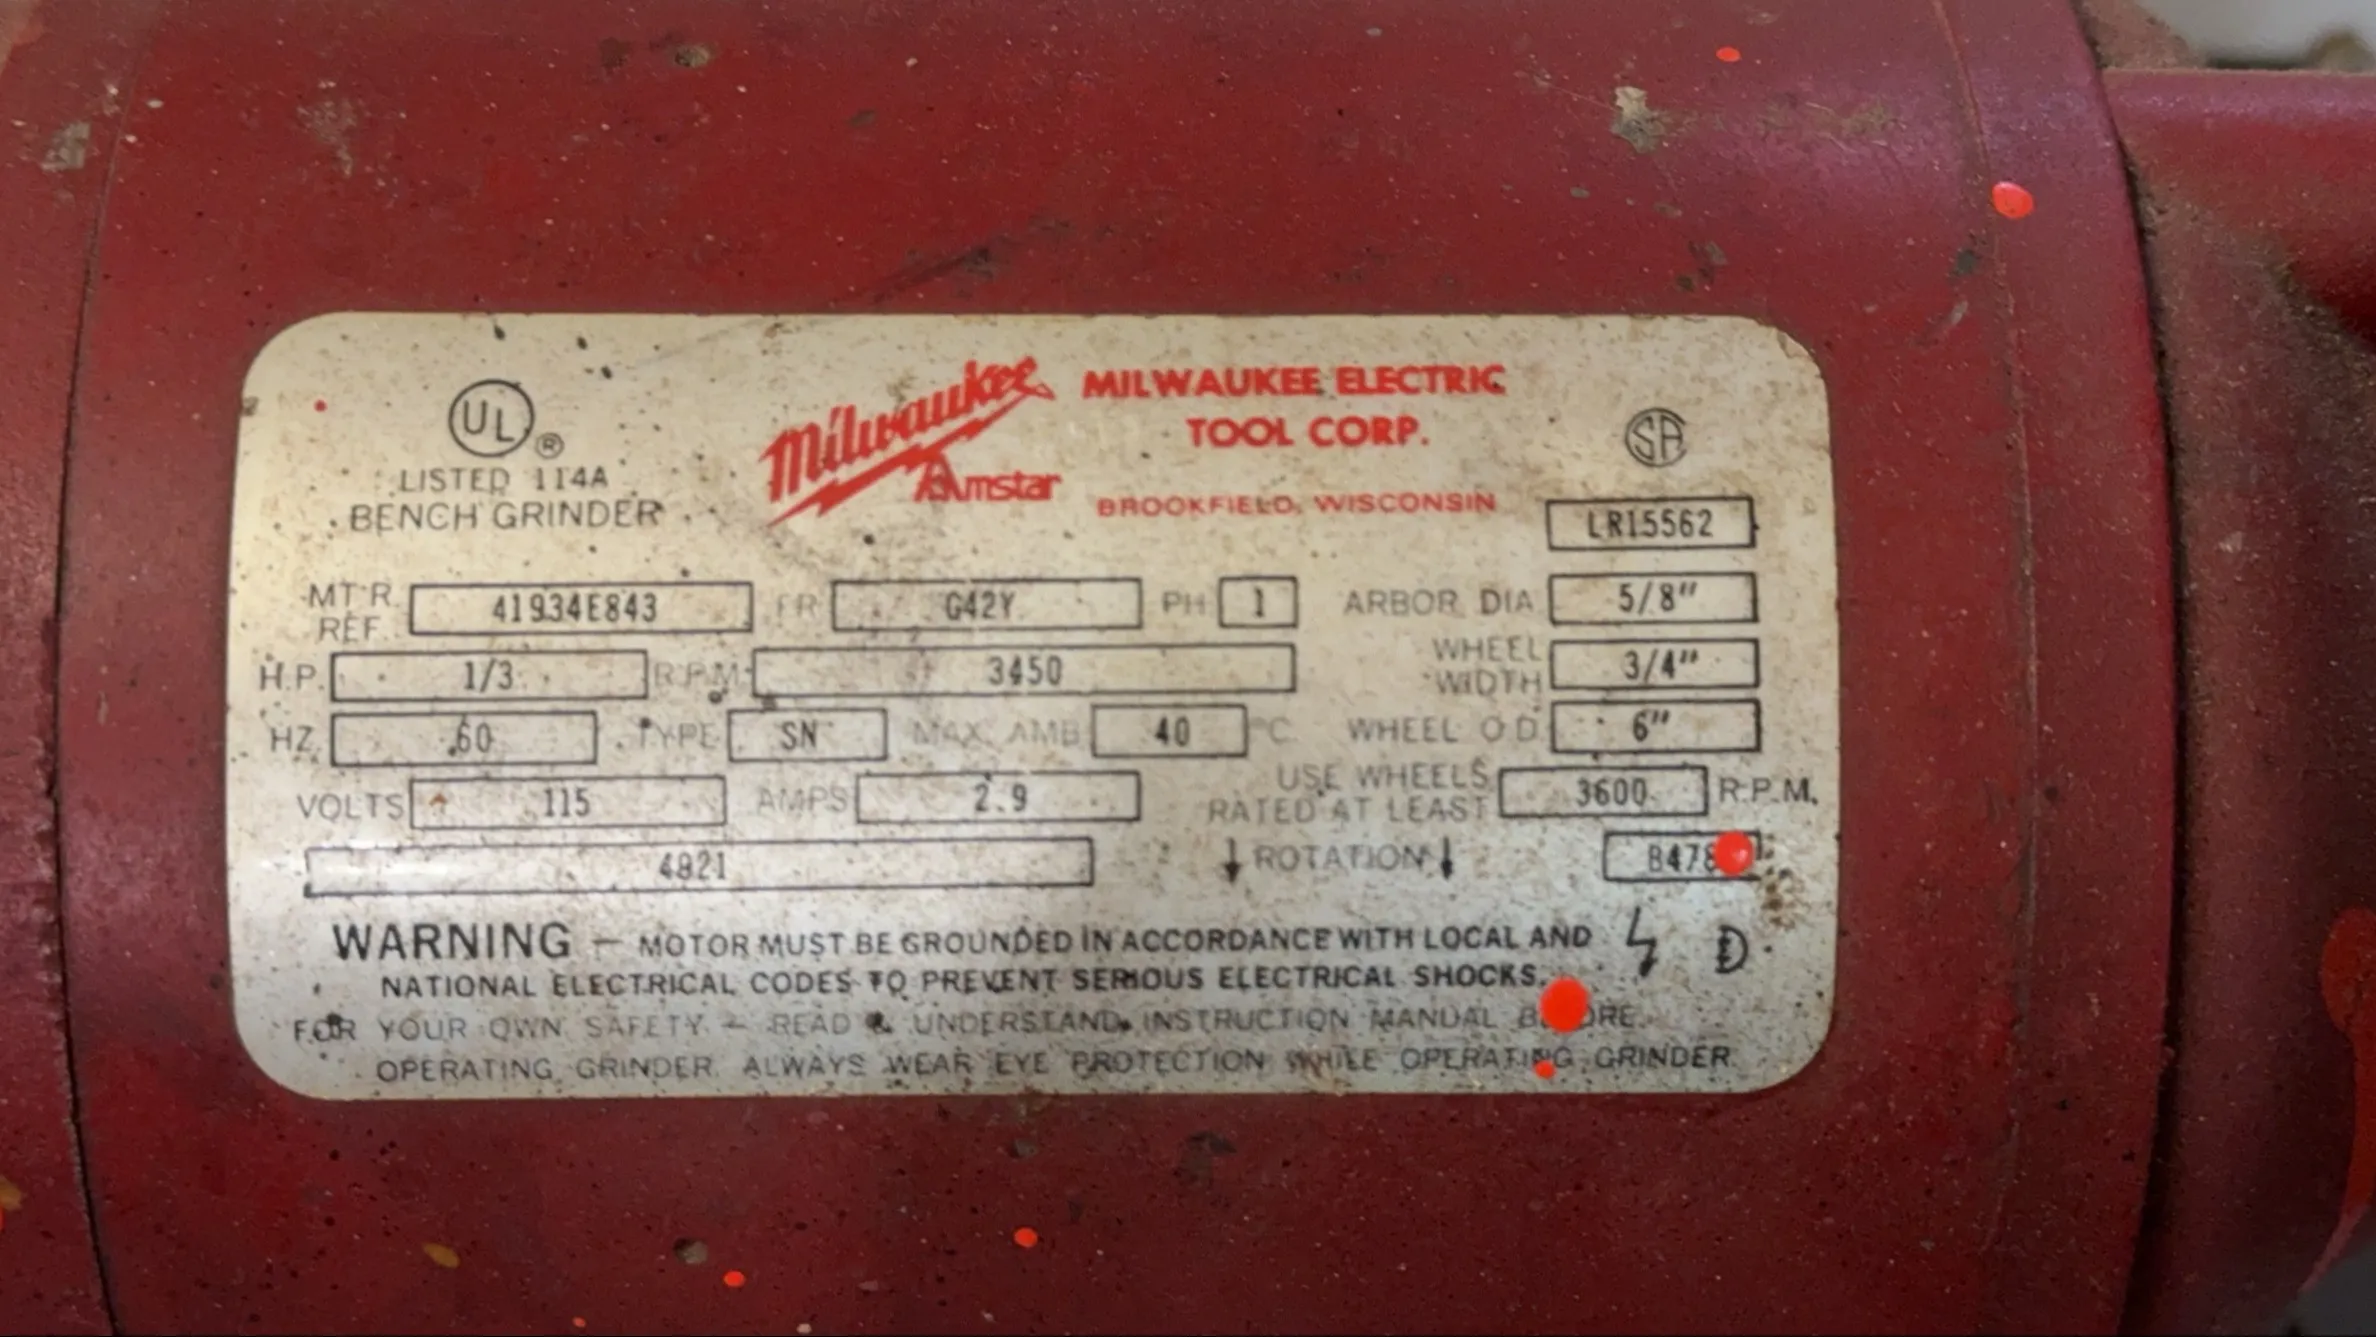 UL ®
LISTED 114A
BENCH GRINDER
Milwaukee
Amstar
MILWAUKEE ELECTRIC
TOOL CORP.
BROOKFIELD, WISCONSIN
SA
LR15562
MTR. REF. 41934E843 FR G42Y PH 1
H.P. 1/3 R.P.M. 3450
HZ. 60 TYPE SN MAX. AMB 40 °C
VOLTS 115 AMPS 2.9
4821
ARBOR DIA 5/8"
WHEEL WIDTH 3/4"
WHEEL O.D. 6"
USE WHEELS
RATED AT LEAST 3600 R.P.M.
↓ ROTATION ↓
WARNING – MOTOR MUST BE GROUNDED IN ACCORDANCE WITH LOCAL AND
NATIONAL ELECTRICAL CODES TO PREVENT SERIOUS ELECTRICAL SHOCKS.
D
FOR YOUR OWN SAFETY – READ & UNDERSTAND INSTRUCTION MANUAL BEFORE
OPERATING GRINDER. ALWAYS WEAR EYE PROTECTION WHILE OPERATING GRINDER.